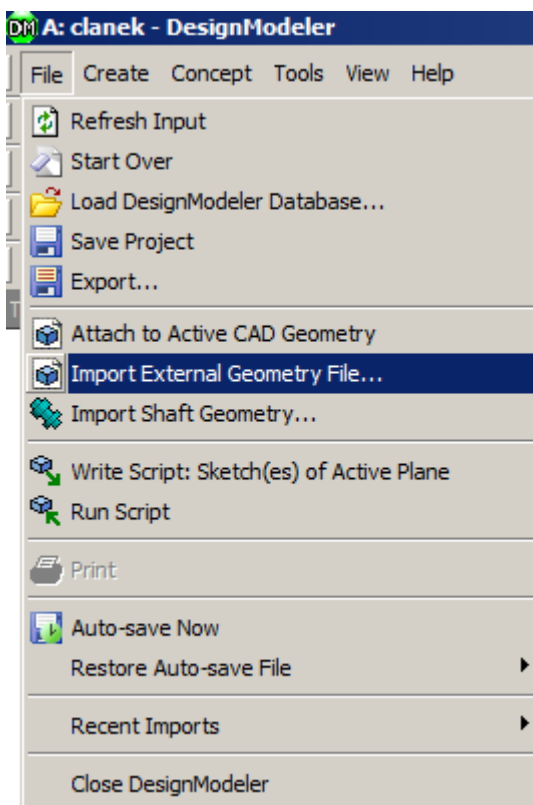 DM A: clanek - DesignModeler
File Create Concept Tools View Help
Refresh Input
Start Over
Load DesignModeler Database...
Save Project
Export...
Attach to Active CAD Geometry
Import External Geometry File...
Import Shaft Geometry...
Write Script: Sketch(es) of Active Plane
Run Script
Print
Auto-save Now
Restore Auto-save File
Recent Imports
Close DesignModeler